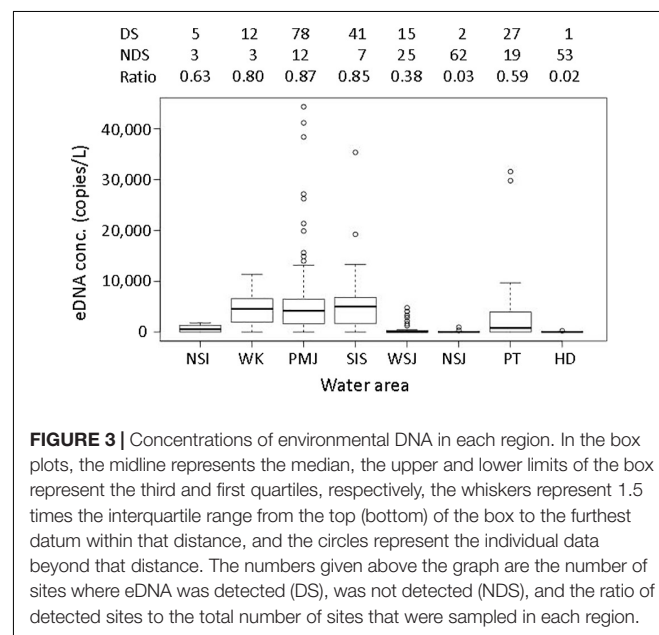 DS 5 12 78 41 15 2 27 1
NDS 3 3 12 7 25 62 19 53
Ratio 0.63 0.80 0.87 0.85 0.38 0.03 0.59 0.02
eDNA conc. (copies/L)
40,000
30,000
20,000
10,000
0
NSI WK PMJ SIS WSJ NSJ PT HD
Water area
FIGURE 3 | Concentrations of environmental DNA in each region. In the box
plots, the midline represents the median, the upper and lower limits of the box
represent the third and first quartiles, respectively, the whiskers represent 1.5
times the interquartile range from the top (bottom) of the box to the furthest
datum within that distance, and the circles represent the individual data
beyond that distance. The numbers given above the graph are the number of
sites where eDNA was detected (DS), was not detected (NDS), and the ratio of
detected sites to the total number of sites that were sampled in each region.